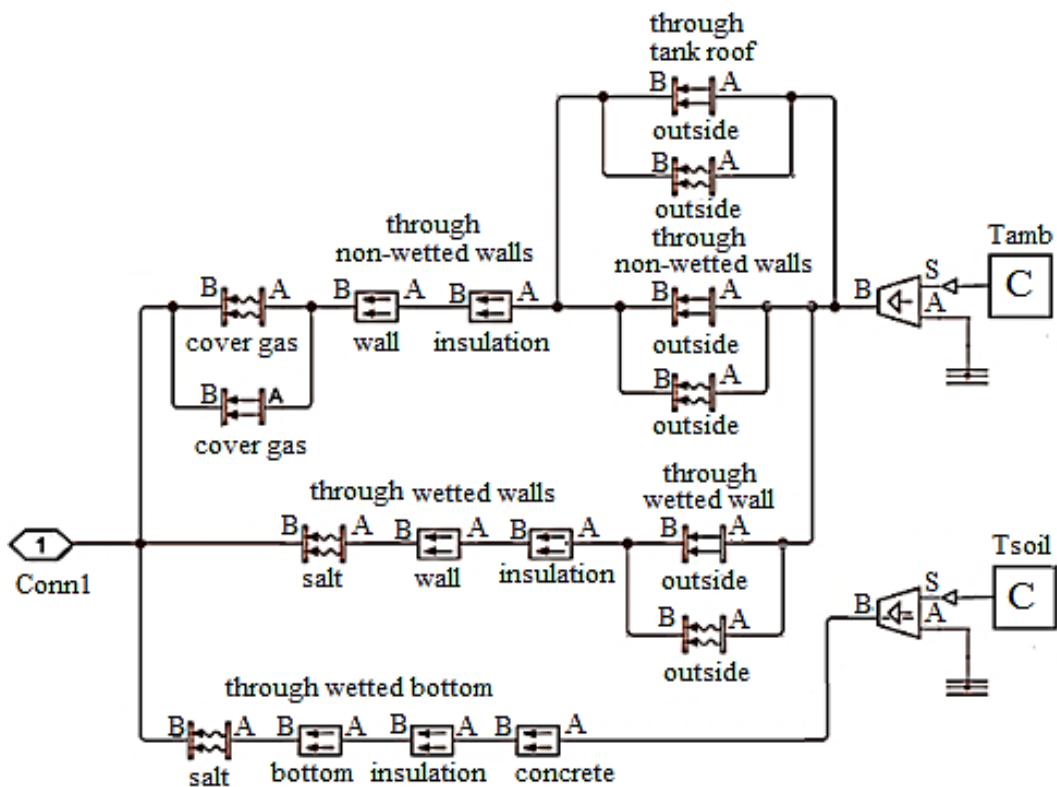 through
tank roof
B A
outside
B A
outside
through
non-wetted walls
through
non-wetted walls
Tamb
B A
cover gas
B A
wall
B A
insulation
B A
outside
B S
A
C
B A
cover gas
B A
outside
through wetted walls
through
wetted wall
1
Conn1
B A
salt
B A
wall
B A
insulation
B A
outside
Tsoil
B S
A
C
B A
outside
through wetted bottom
B A
salt
B A
bottom
B A
insulation
B A
concrete